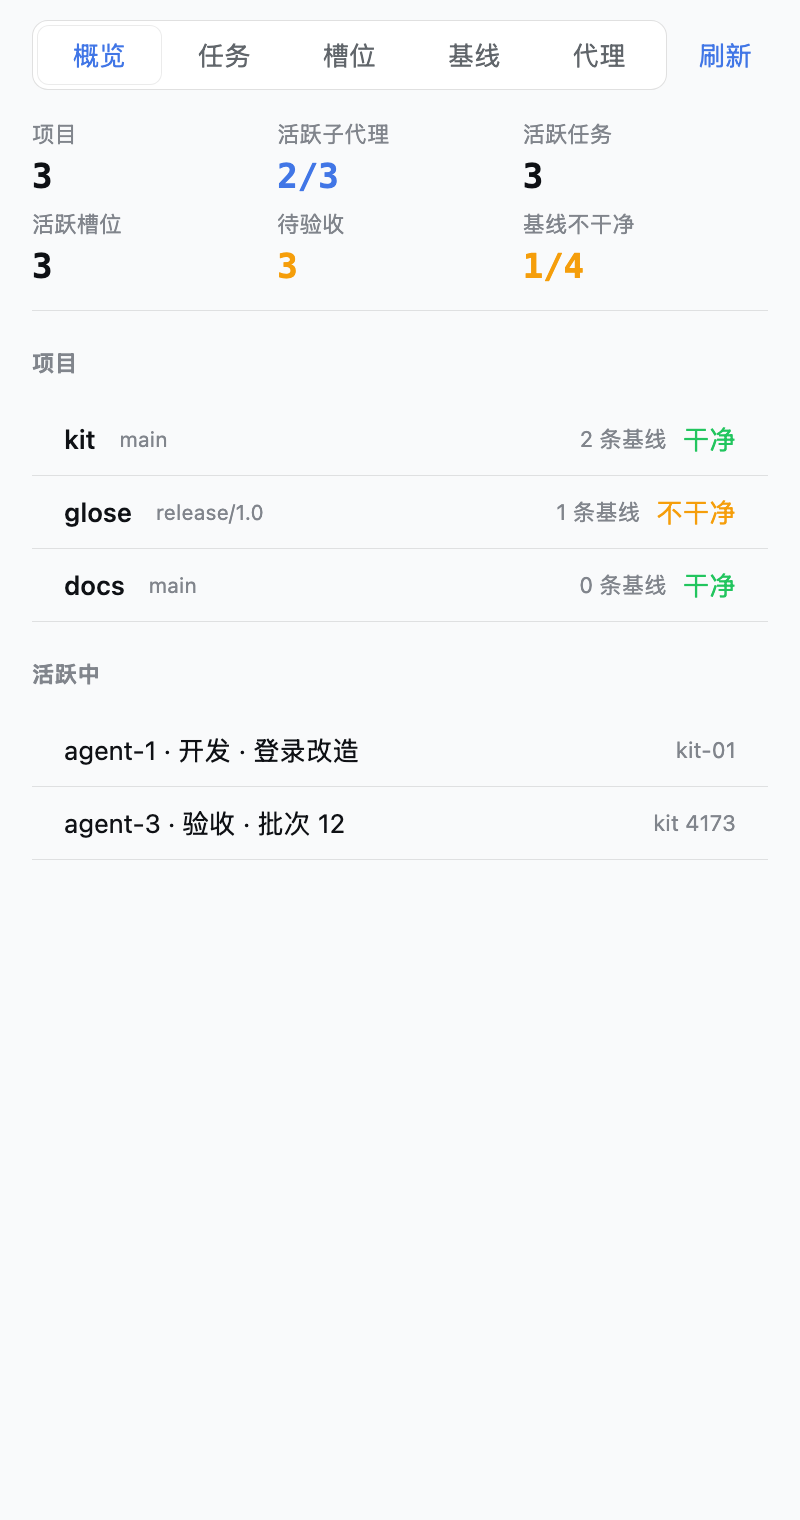 概览 任务 槽位 基线 代理 刷新
项目 活跃子代理 活跃任务
3 2/3 3
活跃槽位 待验收 基线不干净
3 3 1/4
项目
kit main 2 条基线 干净
glose release/1.0 1 条基线 不干净
docs main 0 条基线 干净
活跃中
agent-1 · 开发 · 登录改造 kit-01
agent-3 · 验收 · 批次 12 kit 4173